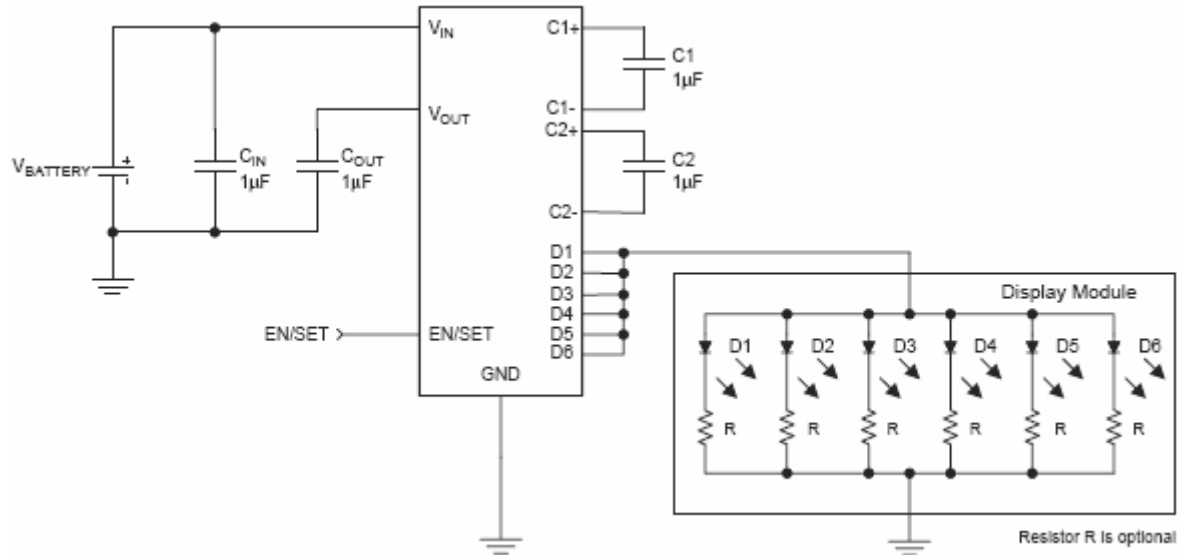 VIN
C1+
C1
1µF
C1-
VOUT
C2+
VBATTERY
+
-
CIN
1µF
COUT
1µF
C2
1µF
C2-
D1
D2
D3
D4
D5
D6
EN/SET
EN/SET
GND
Display Module
D1
D2
D3
D4
D5
D6
R
R
R
R
R
R
Resistor R is optional